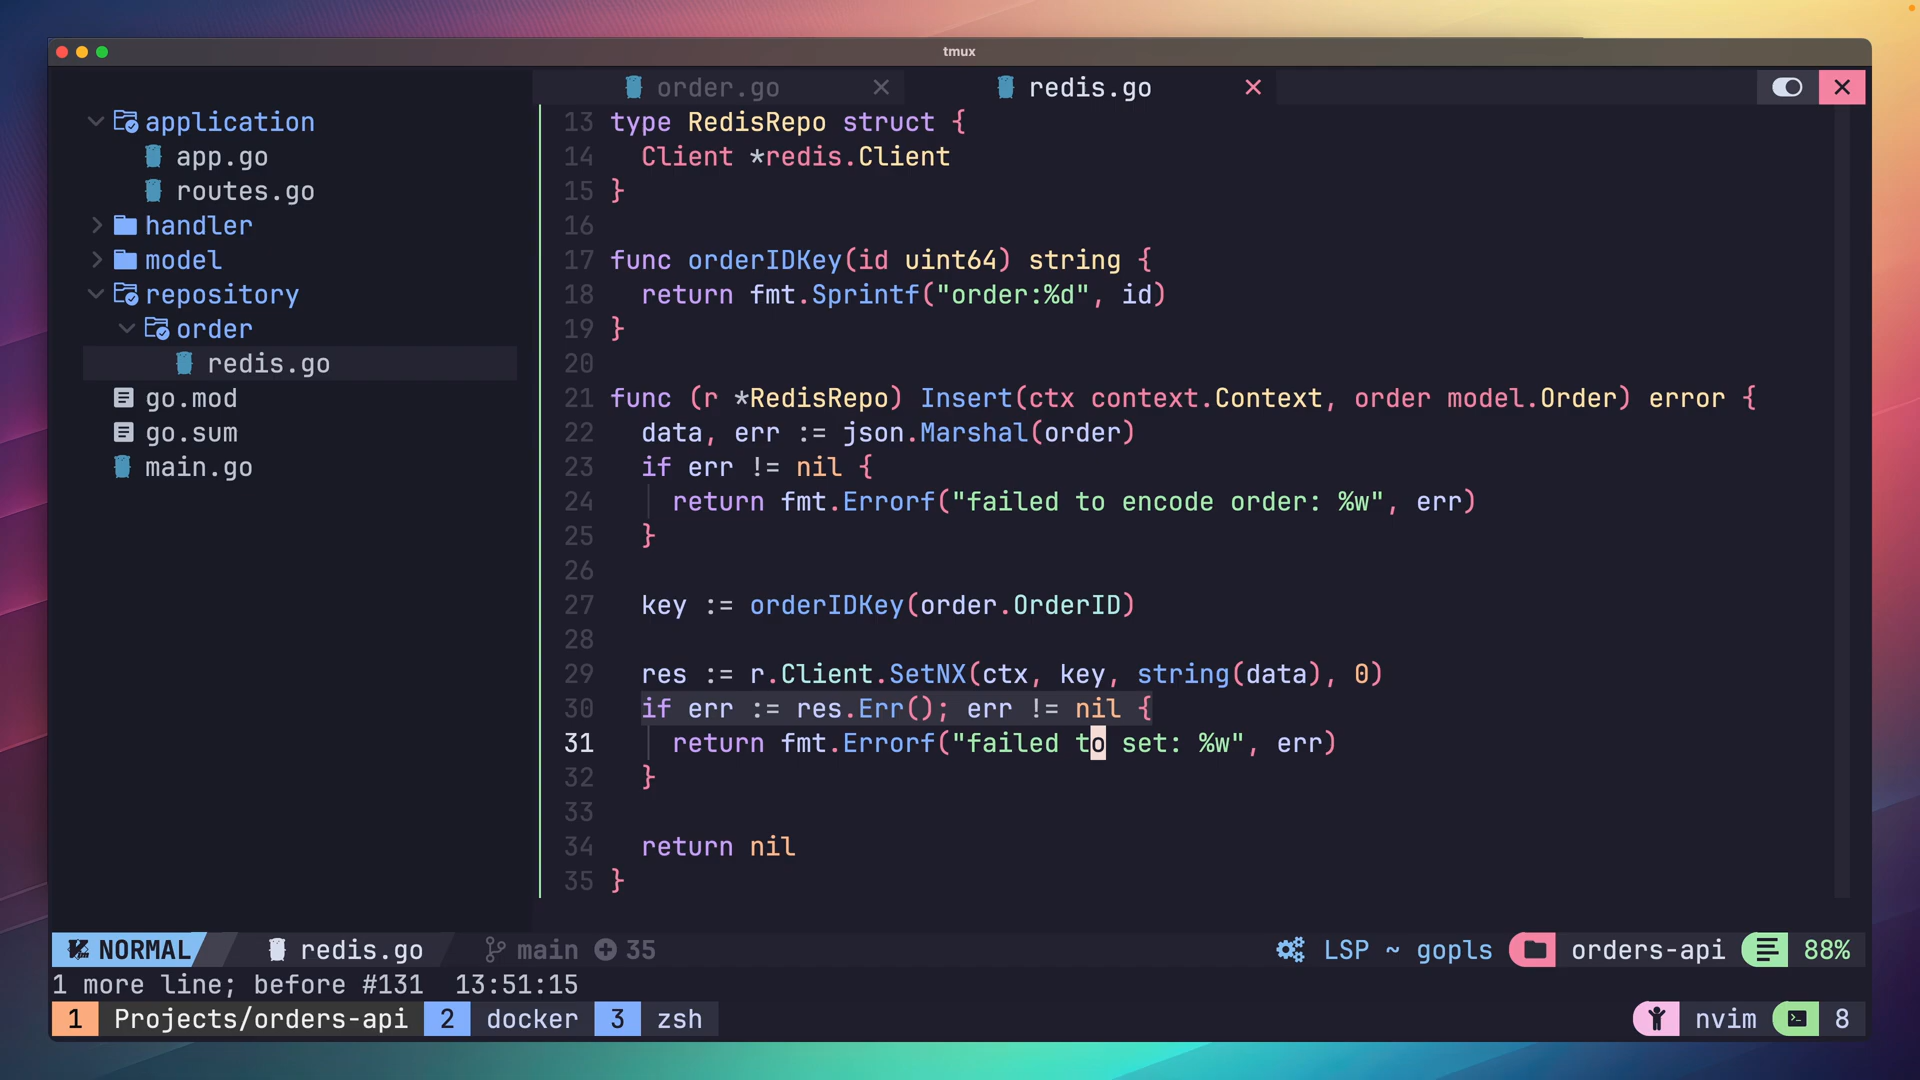 tmux
order.go
redis.go
application
app.go
routes.go
handler
model
repository
order
redis.go
go.mod
go.sum
main.go
13 type RedisRepo struct {
14 Client *redis.Client
15 }
16
17 func orderIDKey(id uint64) string {
18 return fmt.Sprintf("order:%d", id)
19 }
20
21 func (r *RedisRepo) Insert(ctx context.Context, order model.Order) error {
22 data, err := json.Marshal(order)
23 if err != nil {
24 return fmt.Errorf("failed to encode order: %w", err)
25 }
26
27 key := orderIDKey(order.OrderID)
28
29 res := r.Client.SetNX(ctx, key, string(data), 0)
30 if err := res.Err(); err != nil {
31 return fmt.Errorf("failed to set: %w", err)
32 }
33
34 return nil
35 }
NORMAL redis.go main 35 LSP ~ gopls orders-api 88%
1 more line; before #131 13:51:15
1 Projects/orders-api 2 docker 3 zsh nvim 8